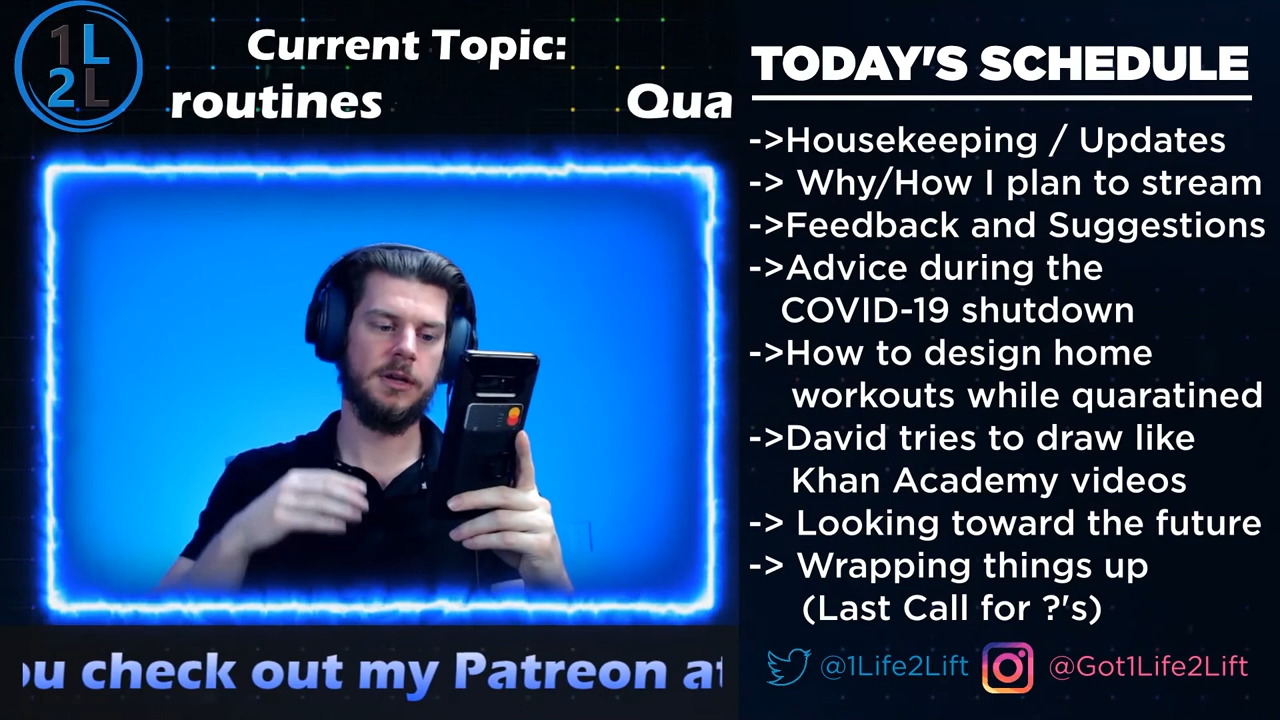 1L
2L
Current Topic:
routines Qua
TODAY'S SCHEDULE
->Housekeeping / Updates
-> Why/How I plan to stream
->Feedback and Suggestions
->Advice during the
COVID-19 shutdown
->How to design home
workouts while quaratined
->David tries to draw like
Khan Academy videos
-> Looking toward the future
-> Wrapping things up
(Last Call for ?'s)
ou check out my Patreon at
@1Life2Lift @Got1Life2Lift